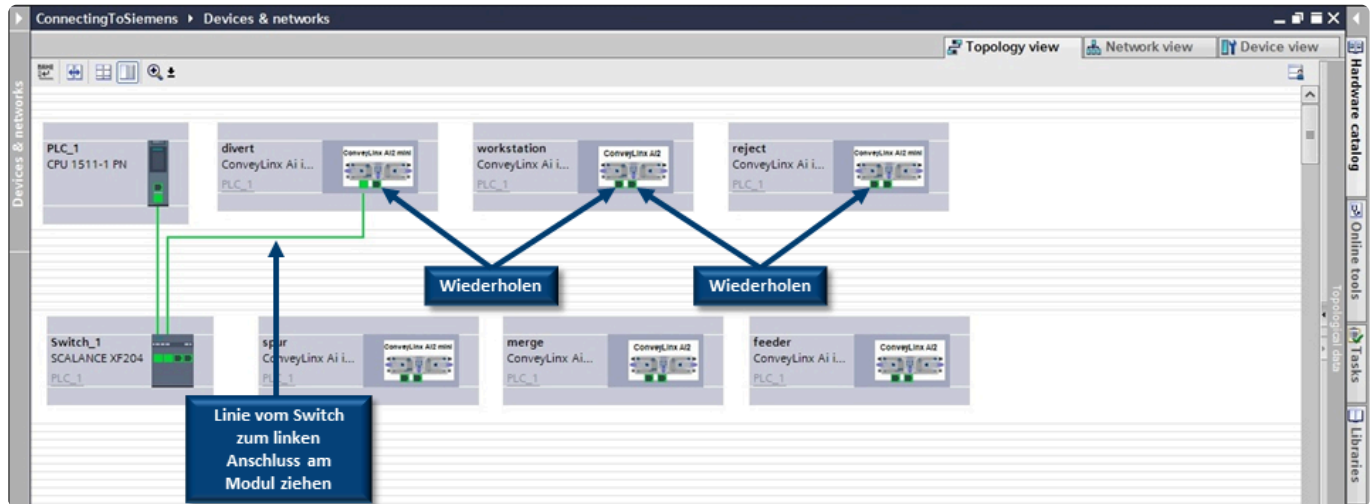 ConnectingToSiemens ▸ Devices & networks
Topology view
Network view
Device view
Devices & networks
PLC_1
CPU 1511-1 PN
divert
ConveyLinx Ai i...
PLC_1
ConveyLinx Ai2 mini
workstation
ConveyLinx Ai i...
PLC_1
ConveyLinx Ai2
reject
ConveyLinx Ai i...
PLC_1
ConveyLinx Ai2 mini
Wiederholen
Wiederholen
Switch_1
SCALANCE XF204
PLC_1
spur
ConveyLinx Ai i...
ConveyLinx Ai2 mini
merge
ConveyLinx Ai...
PLC_1
ConveyLinx Ai2
feeder
ConveyLinx Ai i...
PLC_1
ConveyLinx Ai2
Linie vom Switch
zum linken
Anschluss am
Modul ziehen
Topological data
Hardware catalog
Online tools
Tasks
Libraries